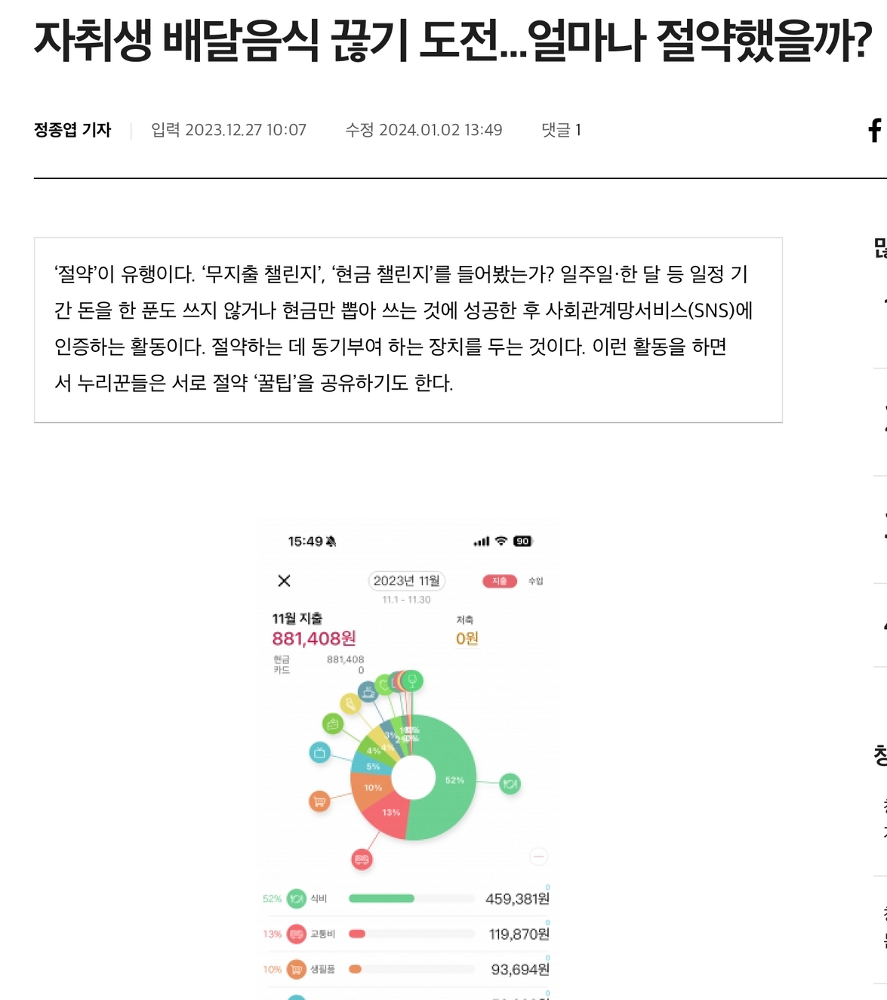 자취생 배달음식 끊기 도전...얼마나 절약했을까?
정종엽 기자 입력 2023.12.27 10:07 수정 2024.01.02 13:49 댓글 1
‘절약’이 유행이다. ‘무지출 챌린지’, ‘현금 챌린지’를 들어봤는가? 일주일·한 달 등 일정 기
간 돈을 한 푼도 쓰지 않거나 현금만 뽑아 쓰는 것에 성공한 후 사회관계망서비스(SNS)에
인증하는 활동이다. 절약하는 데 동기부여 하는 장치를 두는 것이다. 이런 활동을 하면
서 누리꾼들은 서로 절약 ‘꿀팁’을 공유하기도 한다.
15:49 90
2023년 11월 지출 수입
11.1 - 11.30
11월 지출 저축
881,408원 0원
현금 881,408
카드 0
3%
4% 4% 2%
5% 52%
10%
13%
0
52% 식비 459,381원
0
13% 교통비 119,870원
0
10% 생필품 93,694원
0